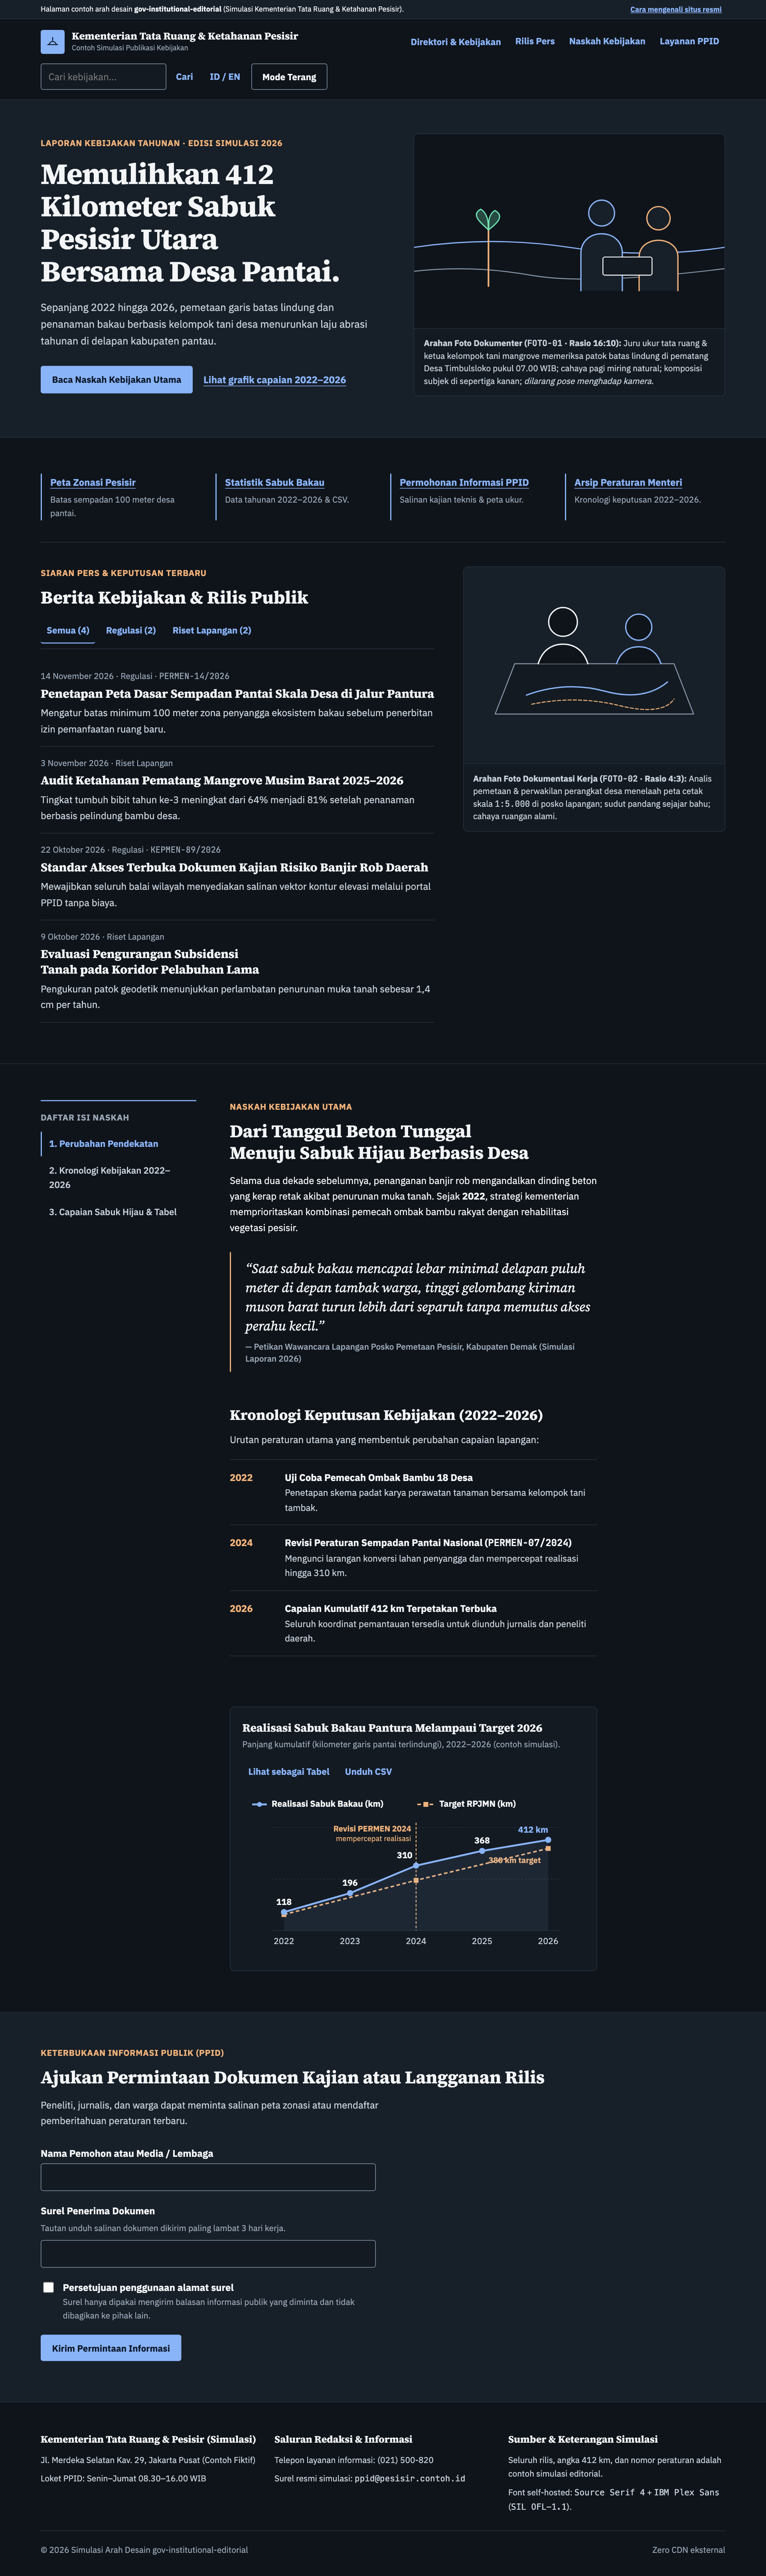 Halaman contoh arah desain gov-institutional-editorial (Simulasi Kementerian Tata Ruang & Ketahanan Pesisir).
Cara mengenali situs resmi
Kementerian Tata Ruang & Ketahanan Pesisir
Contoh Simulasi Publikasi Kebijakan
Direktori & Kebijakan
Rilis Pers
Naskah Kebijakan
Layanan PPID
Cari kebijakan...
Cari
ID / EN
Mode Terang
LAPORAN KEBIJAKAN TAHUNAN · EDISI SIMULASI 2026
Memulihkan 412
Kilometer Sabuk
Pesisir Utara
Bersama Desa Pantai.
Sepanjang 2022 hingga 2026, pemetaan garis batas lindung dan
penanaman bakau berbasis kelompok tani desa menurunkan laju abrasi
tahunan di delapan kabupaten pantau.
Baca Naskah Kebijakan Utama
Lihat grafik capaian 2022–2026
Arahan Foto Dokumenter (FOTO-01 · Rasio 16:10): Juru ukur tata ruang &
ketua kelompok tani mangrove memeriksa patok batas lindung di pematang
Desa Timbulsloko pukul 07.00 WIB; cahaya pagi miring natural; komposisi
subjek di sepertiga kanan; dilarang pose menghadap kamera.
Peta Zonasi Pesisir
Batas sempadan 100 meter desa
pantai.
Statistik Sabuk Bakau
Data tahunan 2022–2026 & CSV.
Permohonan Informasi PPID
Salinan kajian teknis & peta ukur.
Arsip Peraturan Menteri
Kronologi keputusan 2022–2026.
SIARAN PERS & KEPUTUSAN TERBARU
Berita Kebijakan & Rilis Publik
Semua (4)
Regulasi (2)
Riset Lapangan (2)
14 November 2026 · Regulasi · PERMEN-14/2026
Penetapan Peta Dasar Sempadan Pantai Skala Desa di Jalur Pantura
Mengatur batas minimum 100 meter zona penyangga ekosistem bakau sebelum penerbitan
izin pemanfaatan ruang baru.
3 November 2026 · Riset Lapangan
Audit Ketahanan Pematang Mangrove Musim Barat 2025–2026
Tingkat tumbuh bibit tahun ke-3 meningkat dari 64% menjadi 81% setelah penanaman
berbasis pelindung bambu desa.
22 Oktober 2026 · Regulasi · KEPMEN-89/2026
Standar Akses Terbuka Dokumen Kajian Risiko Banjir Rob Daerah
Mewajibkan seluruh balai wilayah menyediakan salinan vektor kontur elevasi melalui portal
PPID tanpa biaya.
9 Oktober 2026 · Riset Lapangan
Evaluasi Pengurangan Subsidensi
Tanah pada Koridor Pelabuhan Lama
Pengukuran patok geodetik menunjukkan perlambatan penurunan muka tanah sebesar 1,4
cm per tahun.
Arahan Foto Dokumentasi Kerja (FOTO-02 · Rasio 4:3): Analis
pemetaan & perwakilan perangkat desa menelaah peta cetak
skala 1:5.000 di posko lapangan; sudut pandang sejajar bahu;
cahaya ruangan alami.
DAFTAR ISI NASKAH
1. Perubahan Pendekatan
2. Kronologi Kebijakan 2022–
2026
3. Capaian Sabuk Hijau & Tabel
NASKAH KEBIJAKAN UTAMA
Dari Tanggul Beton Tunggal
Menuju Sabuk Hijau Berbasis Desa
Selama dua dekade sebelumnya, penanganan banjir rob mengandalkan dinding beton
yang kerap retak akibat penurunan muka tanah. Sejak 2022, strategi kementerian
memprioritaskan kombinasi pemecah ombak bambu rakyat dengan rehabilitasi
vegetasi pesisir.
“Saat sabuk bakau mencapai lebar minimal delapan puluh
meter di depan tambak warga, tinggi gelombang kiriman
muson barat turun lebih dari separuh tanpa memutus akses
perahu kecil.”
— Petikan Wawancara Lapangan Posko Pemetaan Pesisir, Kabupaten Demak (Simulasi
Laporan 2026)
Kronologi Keputusan Kebijakan (2022–2026)
Urutan peraturan utama yang membentuk perubahan capaian lapangan:
2022
Uji Coba Pemecah Ombak Bambu 18 Desa
Penetapan skema padat karya perawatan tanaman bersama kelompok tani
tambak.
2024
Revisi Peraturan Sempadan Pantai Nasional (PERMEN-07/2024)
Mengunci larangan konversi lahan penyangga dan mempercepat realisasi
hingga 310 km.
2026
Capaian Kumulatif 412 km Terpetakan Terbuka
Seluruh koordinat pemantauan tersedia untuk diunduh jurnalis dan peneliti
daerah.
Realisasi Sabuk Bakau Pantura Melampaui Target 2026
Panjang kumulatif (kilometer garis pantai terlindungi), 2022–2026 (contoh simulasi).
Lihat sebagai Tabel
Unduh CSV
Realisasi Sabuk Bakau (km)
Target RPJMN (km)
Revisi PERMEN 2024
mempercepat realisasi
412 km
368
380 km target
310
196
118
2022
2023
2024
2025
2026
KETERBUKAAN INFORMASI PUBLIK (PPID)
Ajukan Permintaan Dokumen Kajian atau Langganan Rilis
Peneliti, jurnalis, dan warga dapat meminta salinan peta zonasi atau mendaftar
pemberitahuan peraturan terbaru.
Nama Pemohon atau Media / Lembaga
Surel Penerima Dokumen
Tautan unduh salinan dokumen dikirim paling lambat 3 hari kerja.
Persetujuan penggunaan alamat surel
Surel hanya dipakai mengirim balasan informasi publik yang diminta dan tidak
dibagikan ke pihak lain.
Kirim Permintaan Informasi
Kementerian Tata Ruang & Pesisir (Simulasi)
Jl. Merdeka Selatan Kav. 29, Jakarta Pusat (Contoh Fiktif)
Loket PPID: Senin–Jumat 08.30–16.00 WIB
Saluran Redaksi & Informasi
Telepon layanan informasi: (021) 500-820
Surel resmi simulasi: ppid@pesisir.contoh.id
Sumber & Keterangan Simulasi
Seluruh rilis, angka 412 km, dan nomor peraturan adalah
contoh simulasi editorial.
Font self-hosted: Source Serif 4 + IBM Plex Sans
(SIL OFL-1.1).
© 2026 Simulasi Arah Desain gov-institutional-editorial
Zero CDN eksternal